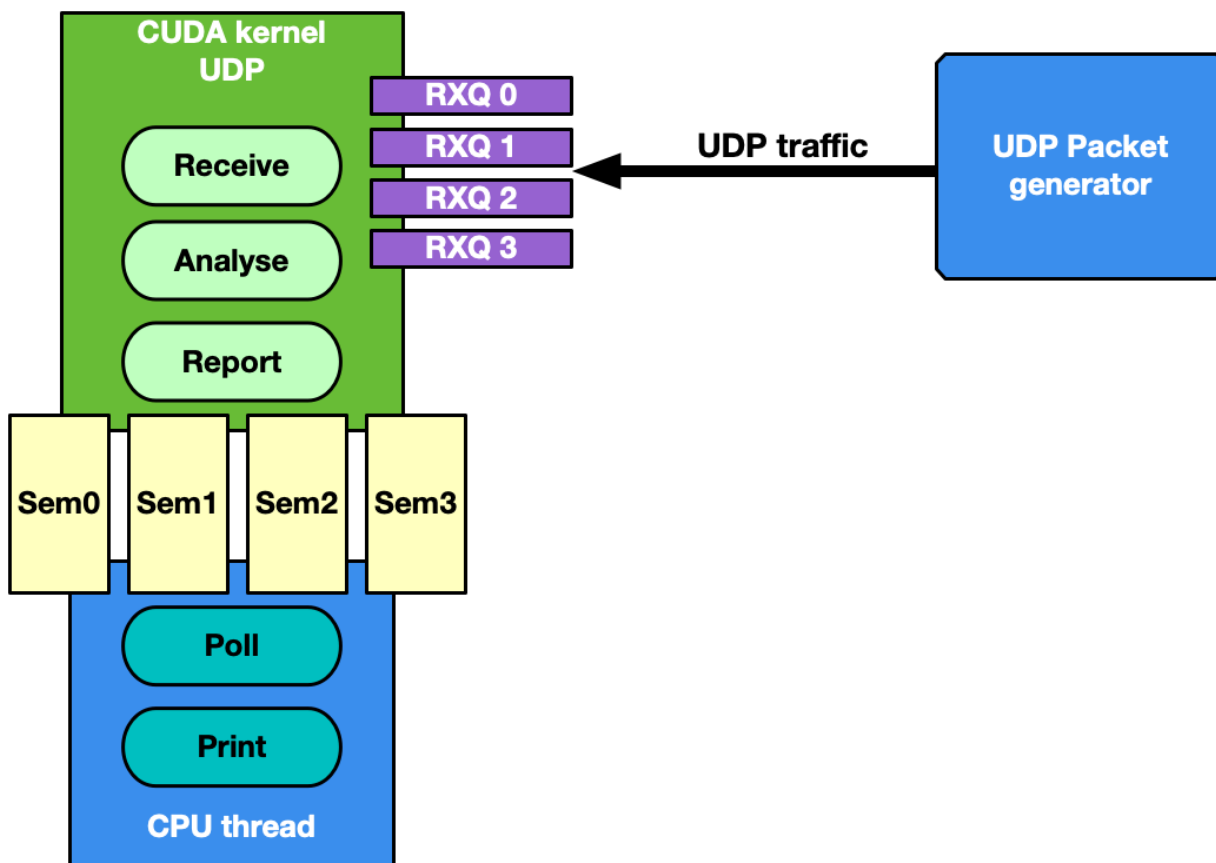 CUDA kernel
UDP
RXQ 0
RXQ 1
RXQ 2
RXQ 3
Receive
Analyse
Report
UDP traffic
UDP Packet
generator
Sem0
Sem1
Sem2
Sem3
Poll
Print
CPU thread